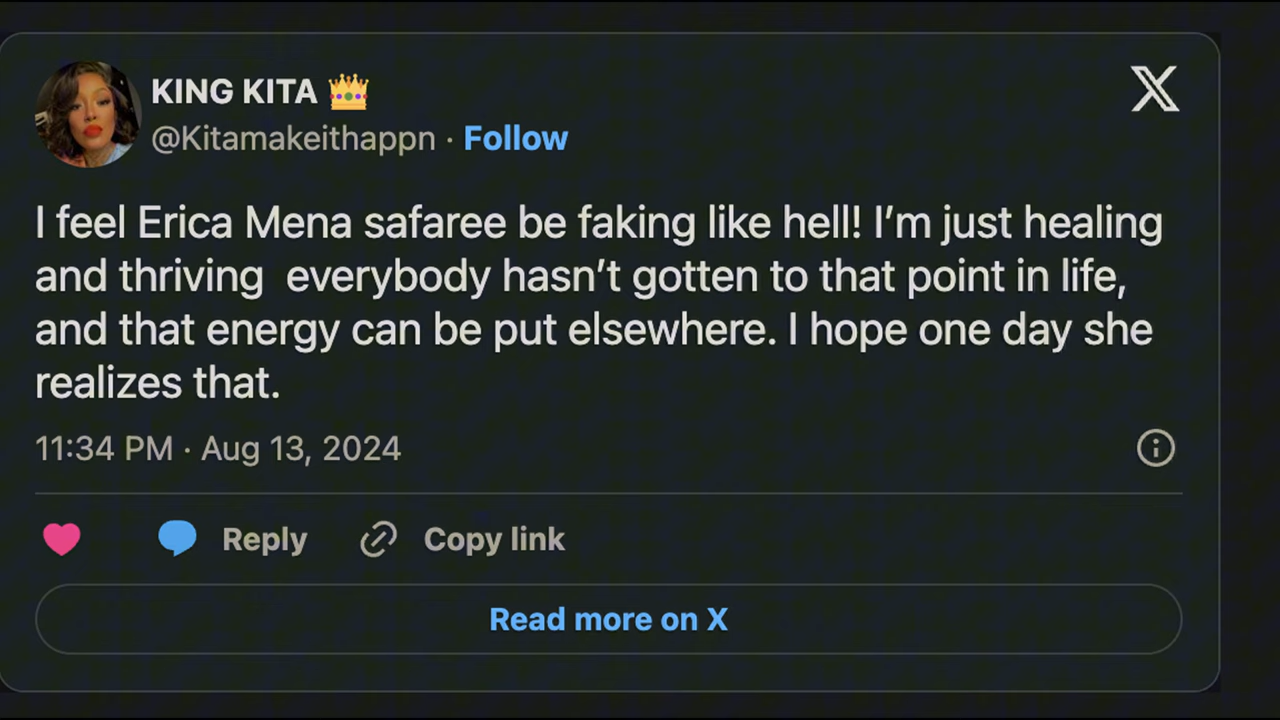 KING KITA 👑
@Kitamakeithappn · Follow
I feel Erica Mena safaree be faking like hell! I’m just healing
and thriving  everybody hasn’t gotten to that point in life,
and that energy can be put elsewhere. I hope one day she
realizes that.
11:34 PM · Aug 13, 2024
Reply
Copy link
Read more on X